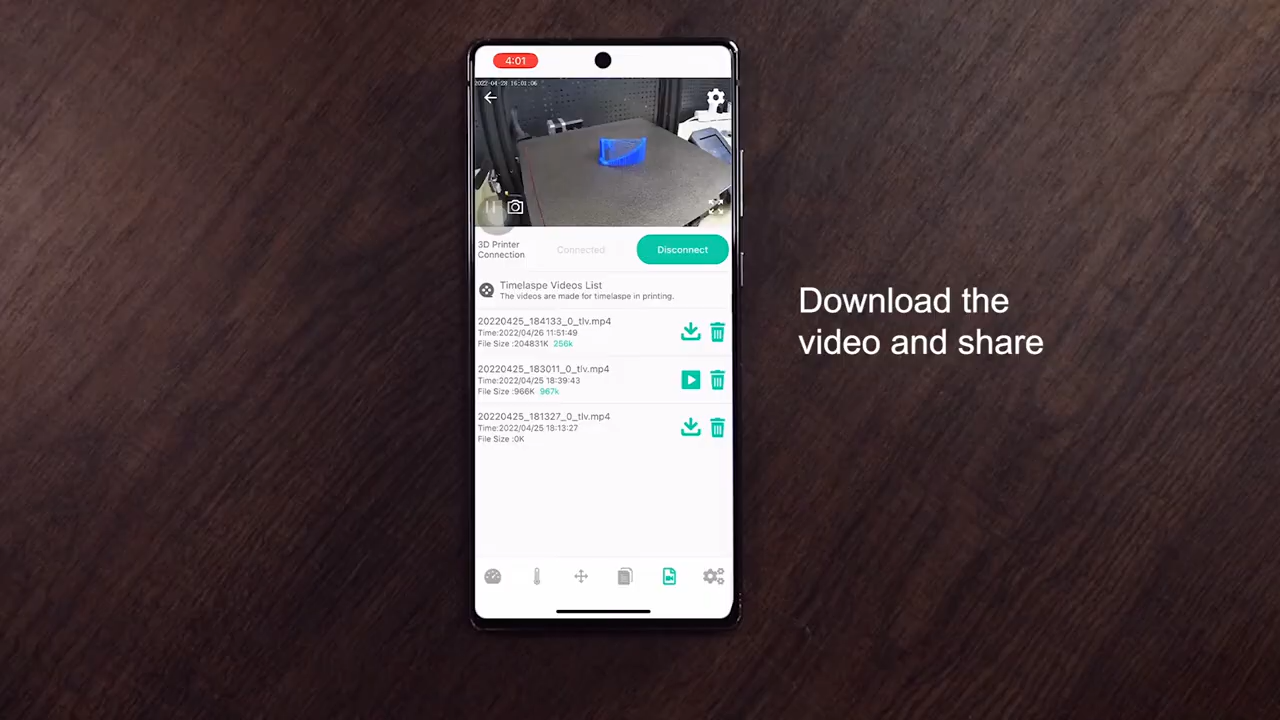 4:01
2022-04-28 16:01:06
3D Printer
Connection
Connected
Disconnect
Timelaspe Videos List
The videos are made for timelaspe in printing.
20220425_184133_0_tlv.mp4
Time:2022/04/26 11:51:49
File Size :204831K 256k
20220425_183011_0_tlv.mp4
Time:2022/04/25 18:39:43
File Size :966K 967k
20220425_181327_0_tlv.mp4
Time:2022/04/25 18:13:27
File Size :0K
Download the
video and share